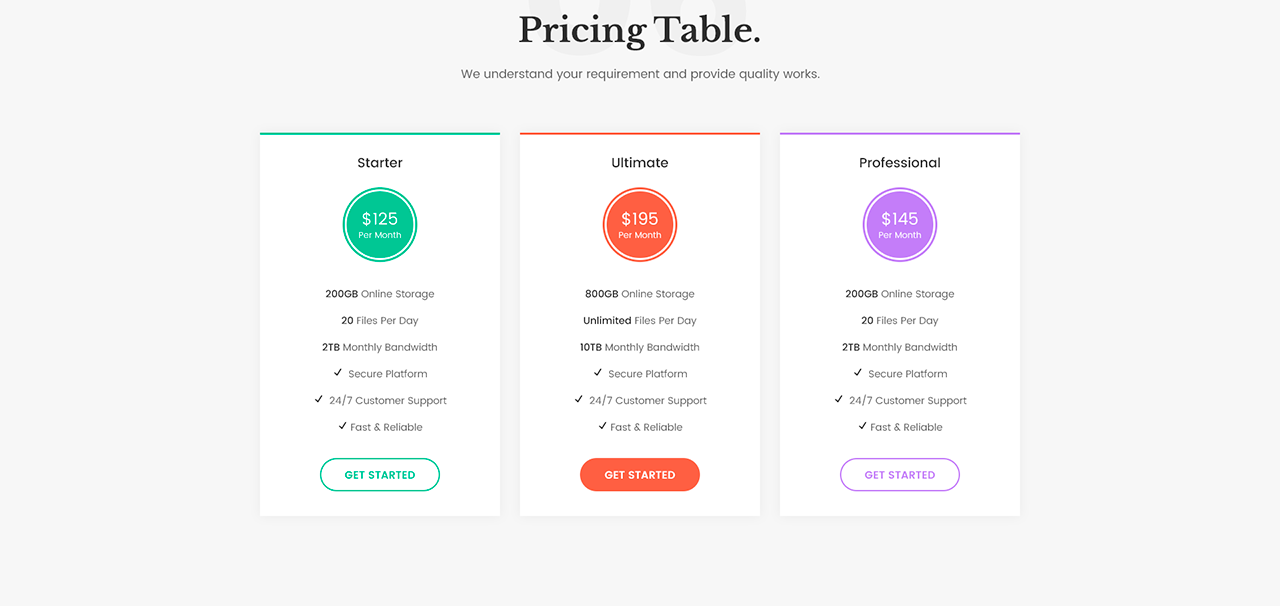 Pricing Table.
We understand your requirement and provide quality works.
Starter
$125
Per Month
200GB Online Storage
20 Files Per Day
2TB Monthly Bandwidth
✓ Secure Platform
✓ 24/7 Customer Support
✓ Fast & Reliable
GET STARTED
Ultimate
$195
Per Month
800GB Online Storage
Unlimited Files Per Day
10TB Monthly Bandwidth
✓ Secure Platform
✓ 24/7 Customer Support
✓ Fast & Reliable
GET STARTED
Professional
$145
Per Month
200GB Online Storage
20 Files Per Day
2TB Monthly Bandwidth
✓ Secure Platform
✓ 24/7 Customer Support
✓ Fast & Reliable
GET STARTED